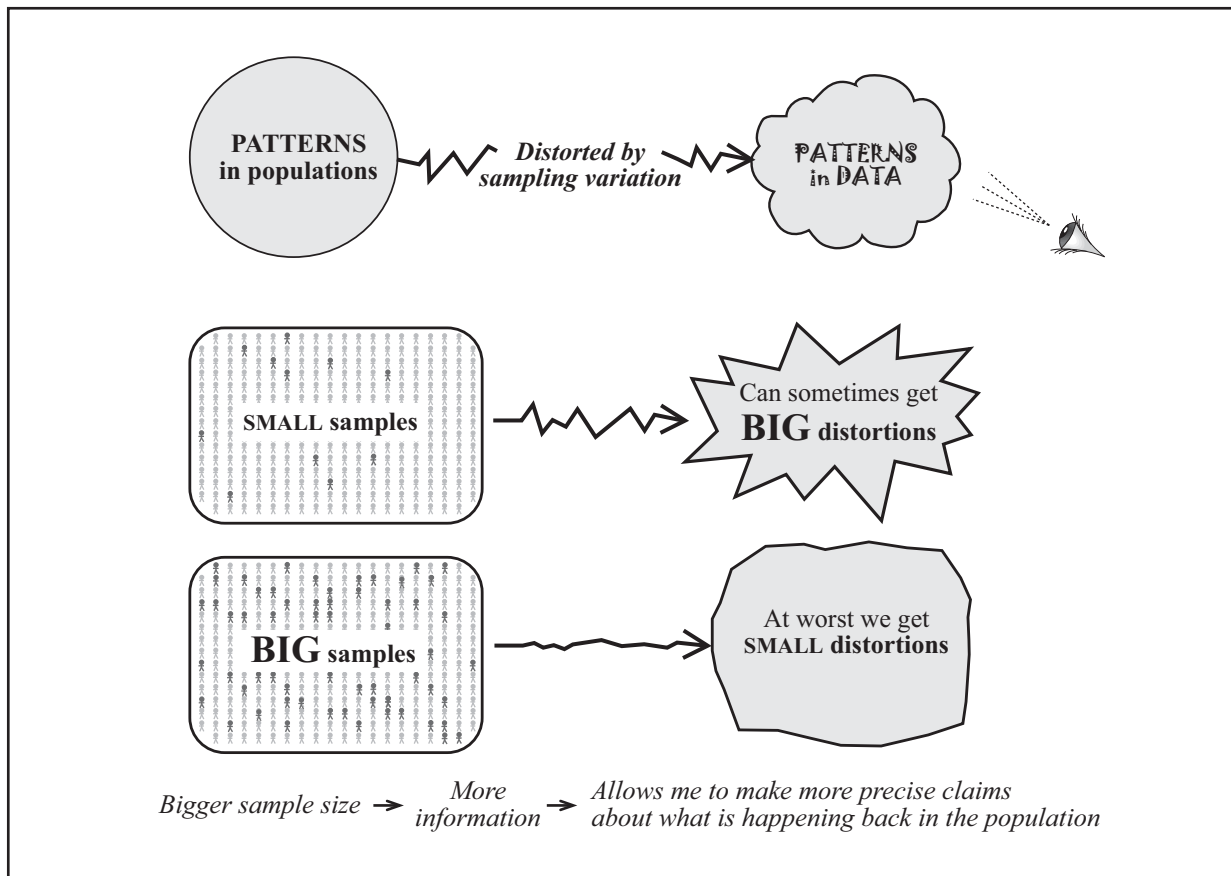 PATTERNS
in populations
Distorted by
sampling variation
PATTERNS
in DATA
SMALL samples
Can sometimes get
BIG distortions
BIG samples
At worst we get
SMALL distortions
Bigger sample size
More
information
Allows me to make more precise claims
about what is happening back in the population